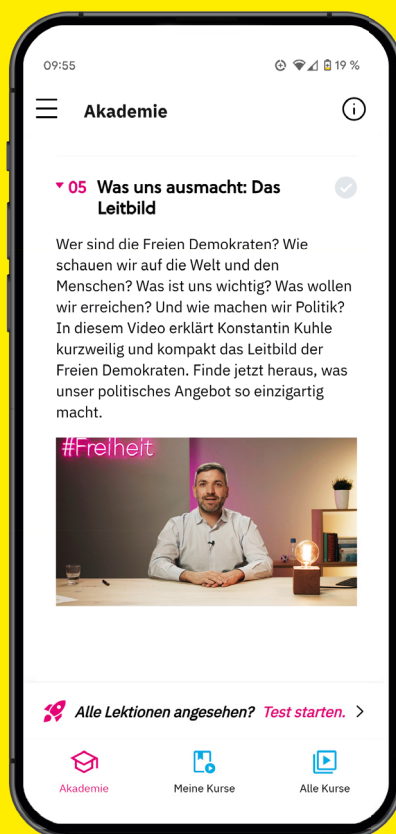 09:55
19 %
Akademie
05 Was uns ausmacht: Das
Leitbild
Wer sind die Freien Demokraten? Wie
schauen wir auf die Welt und den
Menschen? Was ist uns wichtig? Was wollen
wir erreichen? Und wie machen wir Politik?
In diesem Video erklärt Konstantin Kuhle
kurzweilig und kompakt das Leitbild der
Freien Demokraten. Finde jetzt heraus, was
unser politisches Angebot so einzigartig
macht.
#Freiheit
Alle Lektionen angesehen? Test starten.
Akademie
Meine Kurse
Alle Kurse